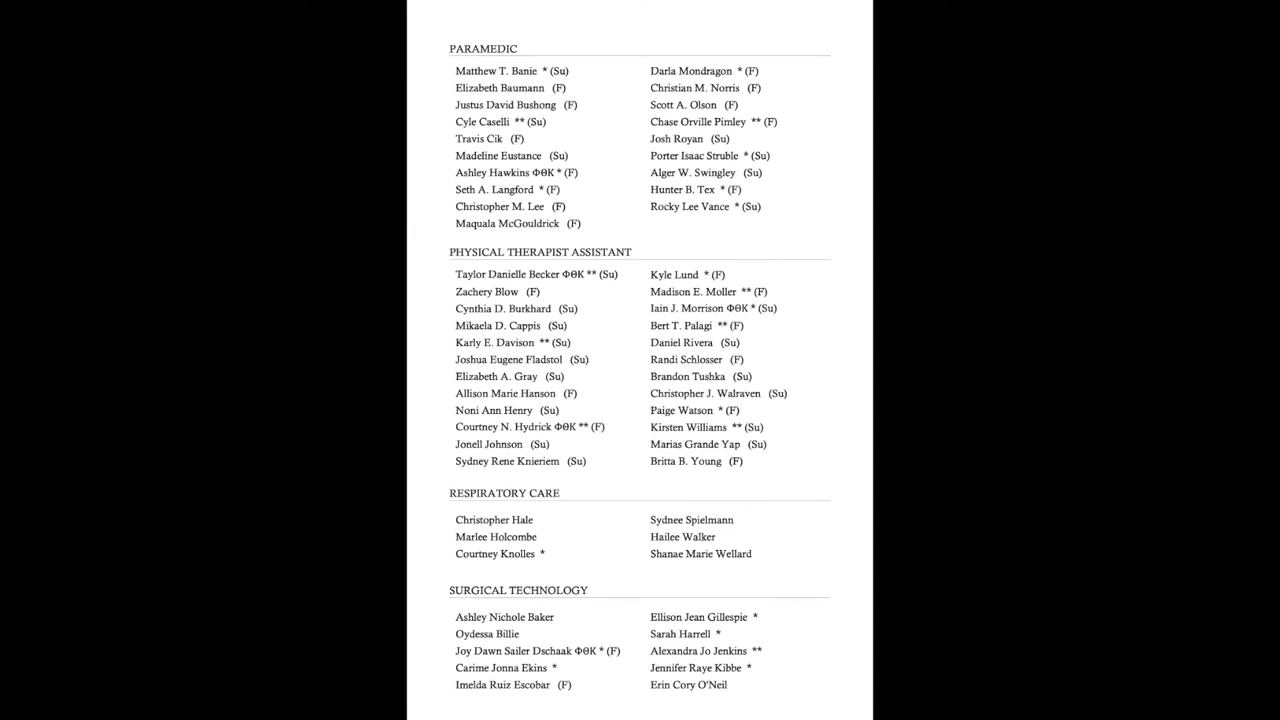 PARAMEDIC
Matthew T. Banie * (Su)
Elizabeth Baumann (F)
Justus David Bushong (F)
Cyle Caselli ** (Su)
Travis Cik (F)
Madeline Eustance (Su)
Ashley Hawkins ΦΘΚ * (F)
Seth A. Langford * (F)
Christopher M. Lee (F)
Maquala McGouldrick (F)
Darla Mondragon * (F)
Christian M. Norris (F)
Scott A. Olson (F)
Chase Orville Pimley ** (F)
Josh Royan (Su)
Porter Isaac Struble * (Su)
Alger W. Swingley (Su)
Hunter B. Tex * (F)
Rocky Lee Vance * (Su)
PHYSICAL THERAPIST ASSISTANT
Taylor Danielle Becker ΦΘΚ ** (Su)
Zachery Blow (F)
Cynthia D. Burkhard (Su)
Mikaela D. Cappis (Su)
Karly E. Davison ** (Su)
Joshua Eugene Fladstol (Su)
Elizabeth A. Gray (Su)
Allison Marie Hanson (F)
Noni Ann Henry (Su)
Courtney N. Hydrick ΦΘΚ ** (F)
Jonell Johnson (Su)
Sydney Rene Knieriem (Su)
Kyle Lund * (F)
Madison E. Moller ** (F)
Iain J. Morrison ΦΘΚ * (Su)
Bert T. Palagi ** (F)
Daniel Rivera (Su)
Randi Schlosser (F)
Brandon Tushka (Su)
Christopher J. Walraven (Su)
Paige Watson * (F)
Kirsten Williams ** (Su)
Marias Grande Yap (Su)
Britta B. Young (F)
RESPIRATORY CARE
Christopher Hale
Marlee Holcombe
Courtney Knolles *
Sydnee Spielmann
Hailee Walker
Shanae Marie Wellard
SURGICAL TECHNOLOGY
Ashley Nichole Baker
Oydessa Billie
Joy Dawn Sailer Dschaak ΦΘΚ * (F)
Carime Jonna Ekins *
Imelda Ruiz Escobar (F)
Ellison Jean Gillespie *
Sarah Harrell *
Alexandra Jo Jenkins **
Jennifer Raye Kibbe *
Erin Cory O'Neil